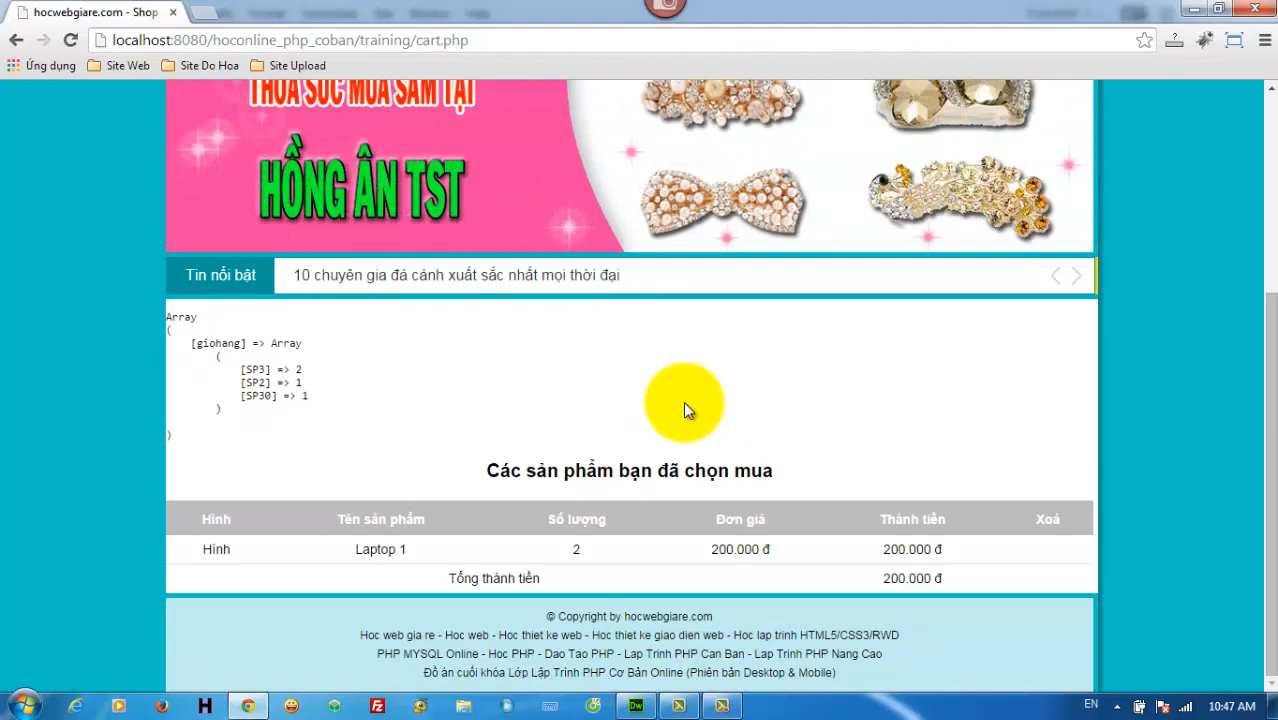 hocwebgiare.com - Shop
localhost:8080/hoconline_php_coban/training/cart.php
Ứng dụng Site Web Site Do Hoa Site Upload
THỎA SỨC MUA SẮM TẠI
HỒNG ÂN TST
Tin nổi bật 10 chuyên gia đá cánh xuất sắc nhất mọi thời đại
Array
(
[giohang] => Array
(
[SP3] => 2
[SP2] => 1
[SP30] => 1
)
)
Các sản phẩm bạn đã chọn mua
Hình Tên sản phẩm Số lượng Đơn giá Thành tiền Xoá
Hình Laptop 1 2 200.000 đ 200.000 đ
Tổng thành tiền 200.000 đ
© Copyright by hocwebgiare.com
Hoc web gia re - Hoc web - Hoc thiet ke web - Hoc thiet ke giao dien web - Hoc lap trinh HTML5/CSS3/RWD
PHP MYSQL Online - Hoc PHP - Dao Tao PHP - Lap Trinh PHP Can Ban - Lap Trinh PHP Nang Cao
Đồ án cuối khóa Lớp Lập Trình PHP Cơ Bản Online (Phiên bản Desktop & Mobile)
H Fz Dw EN 10:47 AM